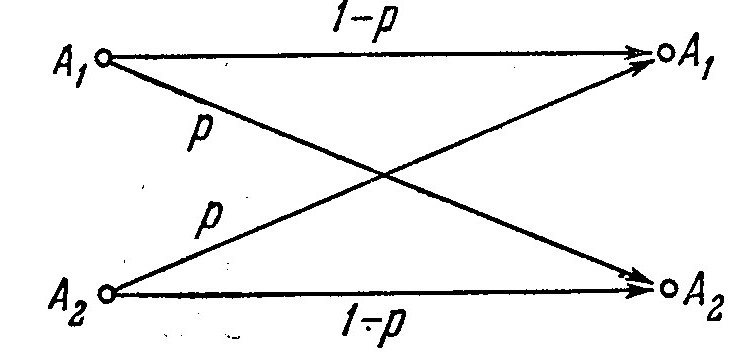 1-p
A₁ A₁
p
p
A₂ A₂
1-p